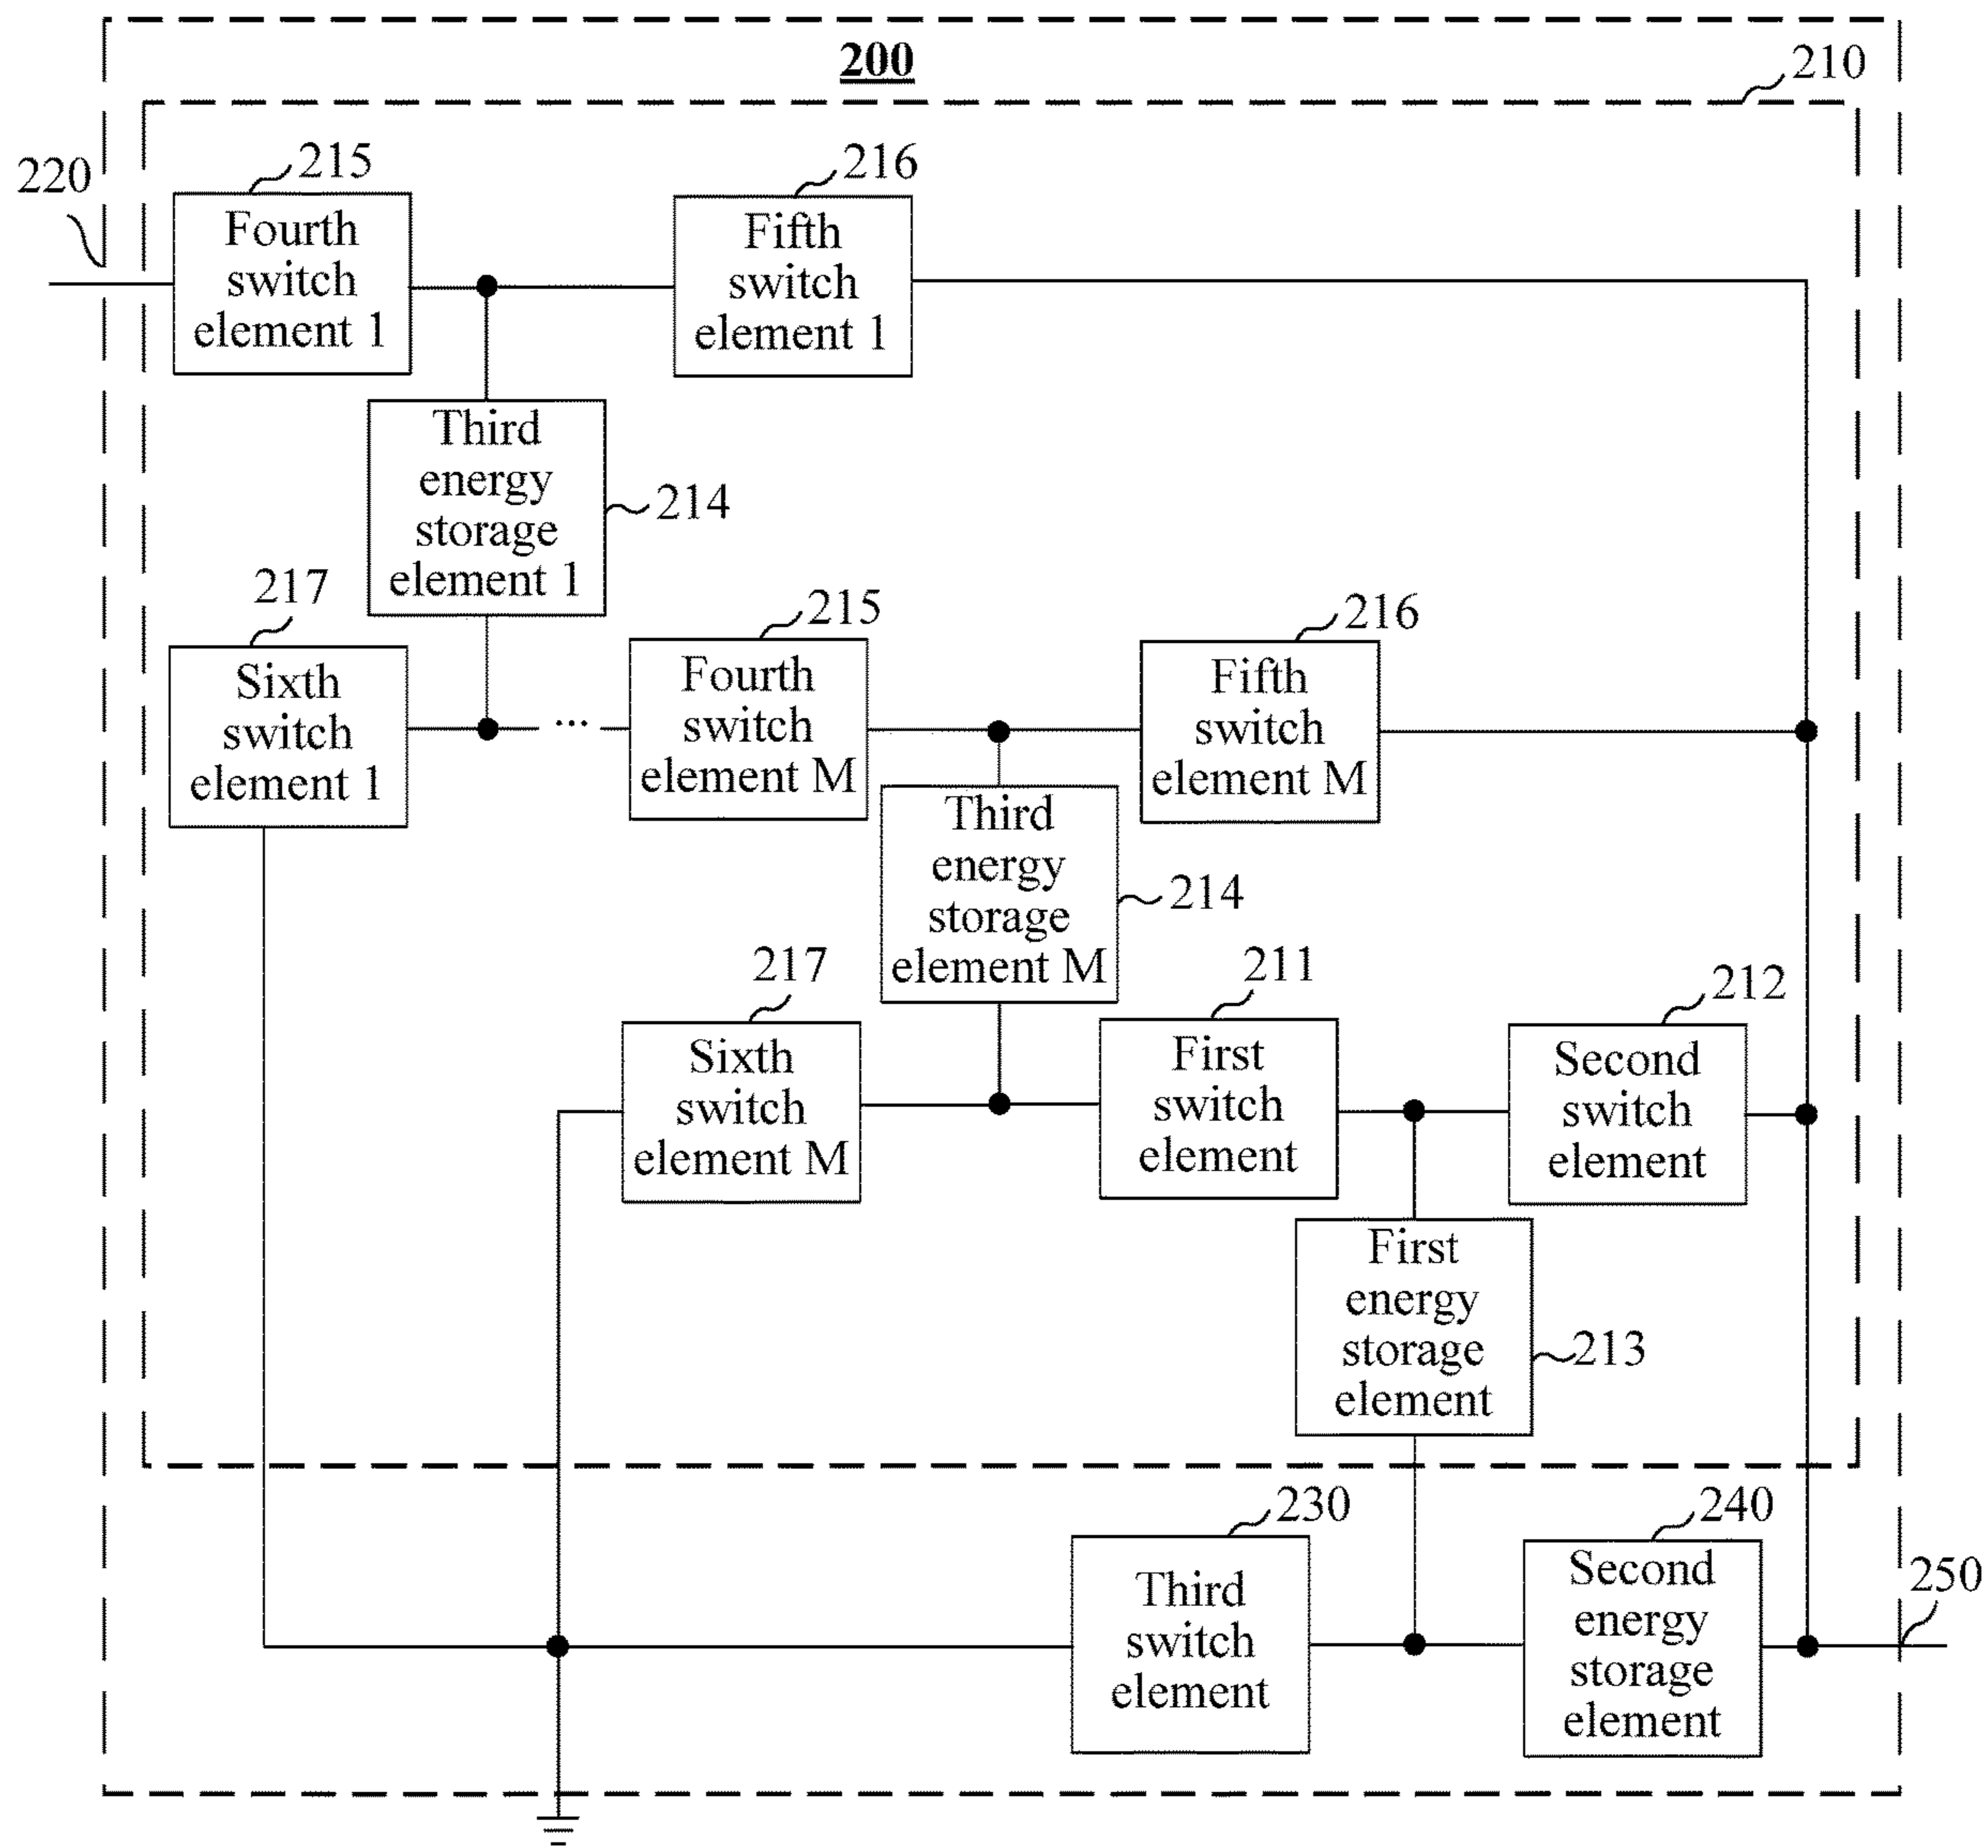 200
210
220
215
216
Fourth
switch
element 1
Fifth
switch
element 1
Third
energy
storage
element 1
214
217
215
216
Sixth
switch
element 1
...
Fourth
switch
element M
Fifth
switch
element M
Third
energy
storage
element M
214
217
211
212
Sixth
switch
element M
First
switch
element
Second
switch
element
First
energy
storage
element
213
230
240
250
Third
switch
element
Second
energy
storage
element